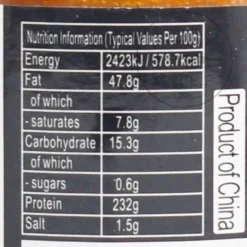 Nutrition Information (Typical Values Per 100g)
Energy 2423kJ / 578.7kcal
Fat 47.8g
of which
- saturates 7.8g
Carbohydrate 15.3g
of which
- sugars 0.6g
Protein 232g
Salt 1.5g
Product of China